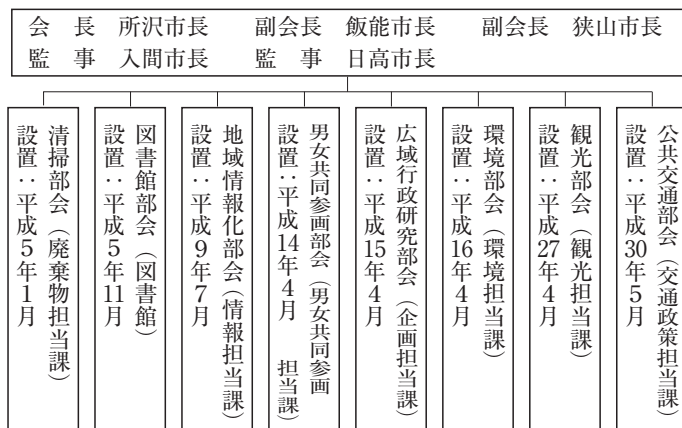 会　長　所沢市長　　副会長　飯能市長　　副会長　狭山市長
監　事　入間市長　　監　事　日高市長
清掃部会（廃棄物担当課）
設置：平成5年1月
図書館部会（図書館）
設置：平成5年11月
地域情報化部会（情報担当課）
設置：平成9年7月
男女共同参画部会（男女共同参画
担当課）
設置：平成14年4月
広域行政研究部会（企画担当課）
設置：平成15年4月
環境部会（環境担当課）
設置：平成16年4月
観光部会（観光担当課）
設置：平成27年4月
公共交通部会（交通政策担当課）
設置：平成30年5月